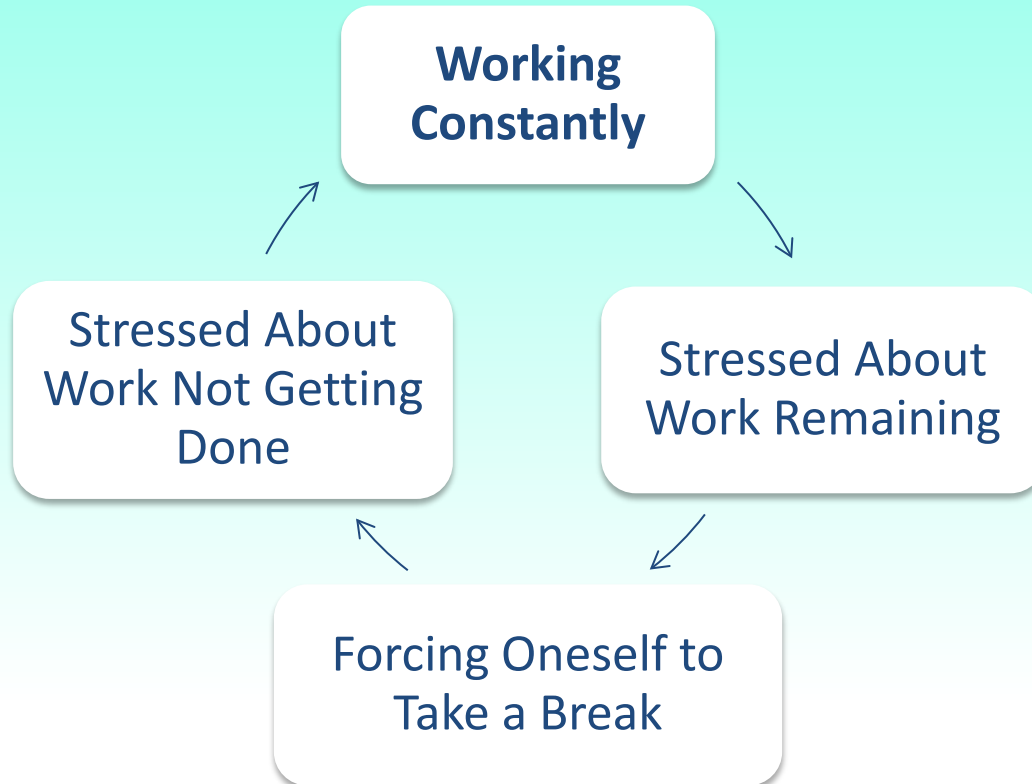 Working
Constantly
Stressed About
Work Remaining
Forcing Oneself to
Take a Break
Stressed About
Work Not Getting
Done